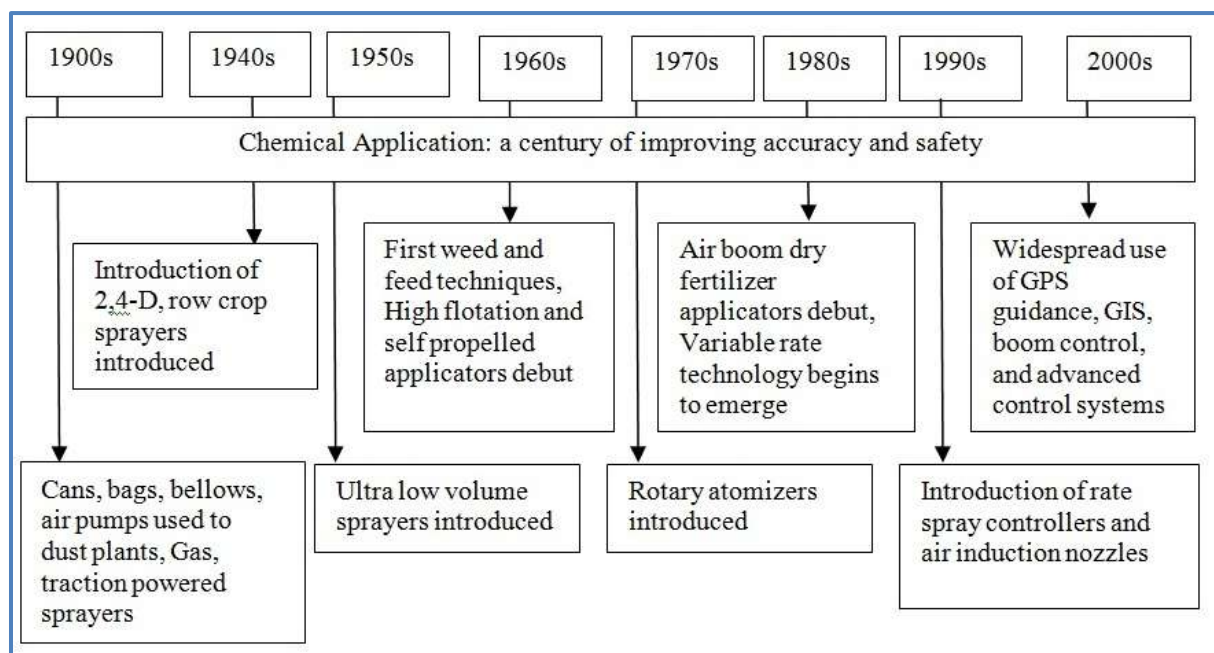 1900s
1940s
1950s
1960s
1970s
1980s
1990s
2000s
Chemical Application: a century of improving accuracy and safety
Introduction of
2,4-D, row crop
sprayers
introduced
First weed and
feed techniques,
High flotation and
self propelled
applicators debut
Air boom dry
fertilizer
applicators debut,
Variable rate
technology begins
to emerge
Widespread use
of GPS
guidance, GIS,
boom control,
and advanced
control systems
Cans, bags, bellows,
air pumps used to
dust plants, Gas,
traction powered
sprayers
Ultra low volume
sprayers introduced
Rotary atomizers
introduced
Introduction of rate
spray controllers and
air induction nozzles